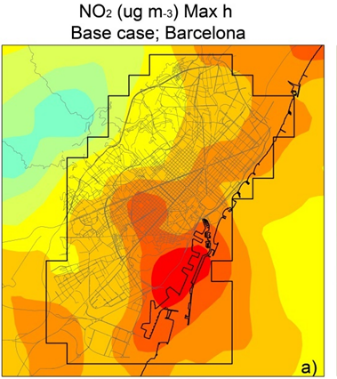 NO₂ (ug m-₃) Max h
Base case; Barcelona
a)